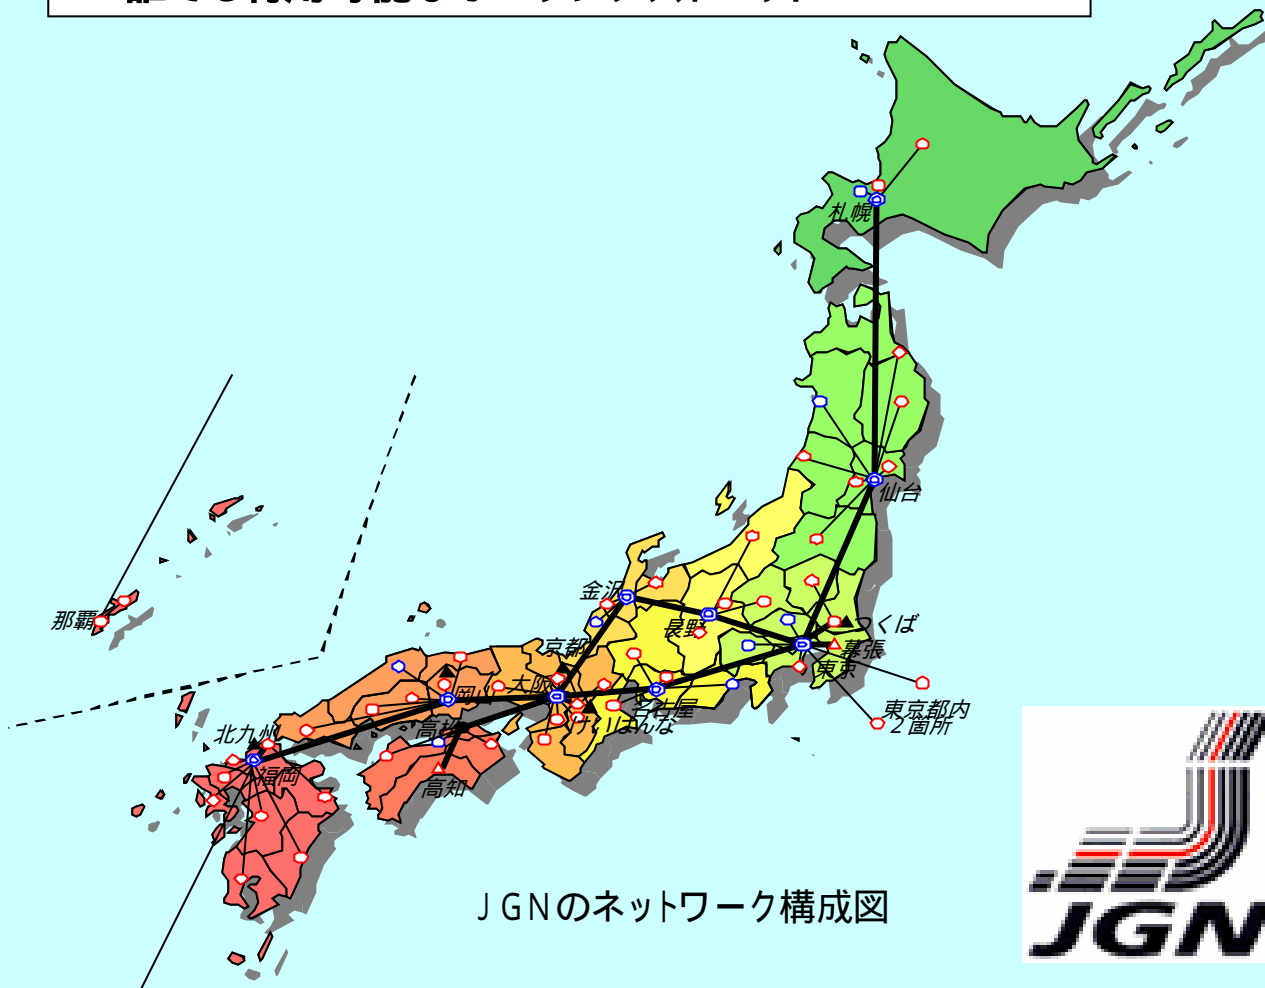 札幌
仙台
金沢
長野
つくば
幕張
東京
東京都内
２箇所
京都
大阪
名古屋
けいはんな
岡山
高松
高知
北九州
福岡
那覇
ＪＧＮのネットワーク構成図
JGN